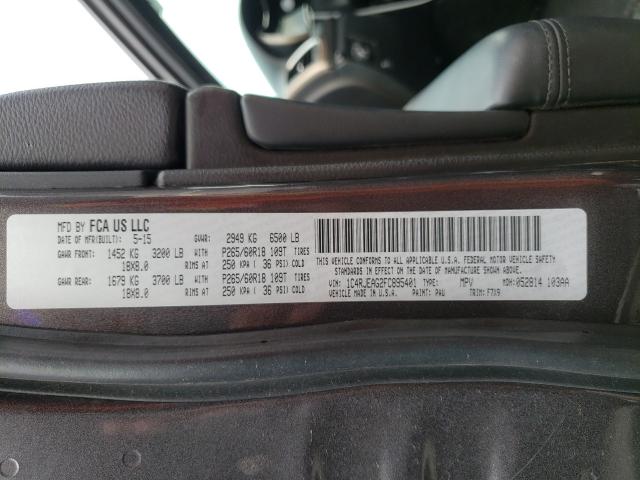 MFD BY FCA US LLC
DATE OF MFR(BUILT): 5-15 GVWR: 2949 KG 6500 LB
GAWR FRONT: 1452 KG 3200 LB WITH P265/60R18 109T TIRES
18X8.0 RIMS AT 250 KPA ( 36 PSI) COLD
GAWR REAR: 1679 KG 3700 LB WITH P265/60R18 109T TIRES
18X8.0 RIMS AT 250 KPA ( 36 PSI) COLD
THIS VEHICLE CONFORMS TO ALL APPLICABLE U.S.A. FEDERAL MOTOR VEHICLE SAFETY
STANDARDS IN EFFECT ON THE DATE OF MANUFACTURE SHOWN ABOVE.
VIN: 1C4RJEAG2FC895401 TYPE: MPV MDH: 052814 103AA
VEHICLE MADE IN U.S.A. PAINT: PAU TRIM: F7X9